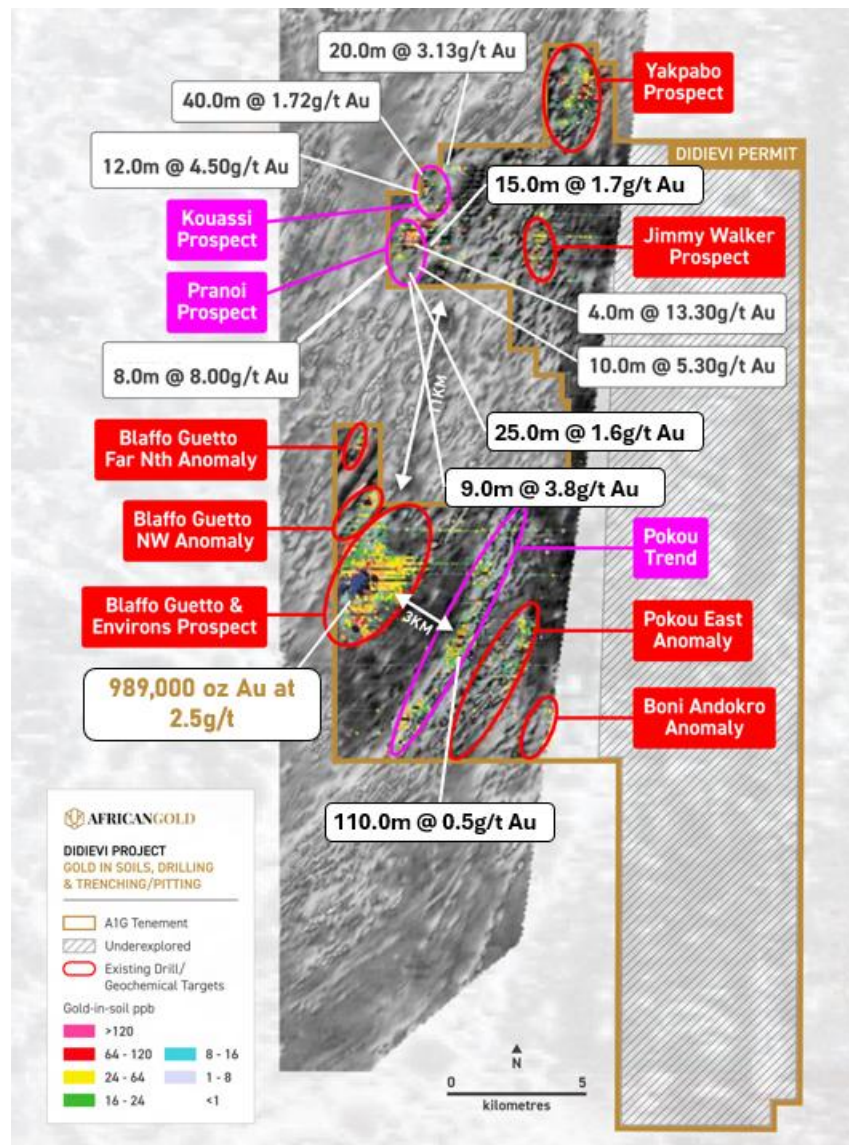 20.0m @ 3.13g/t Au
Yakpabo
Prospect
40.0m @ 1.72g/t Au
DIDIEVI PERMIT
12.0m @ 4.50g/t Au
15.0m @ 1.7g/t Au
Kouassi
Prospect
Jimmy Walker
Prospect
Pranoi
Prospect
4.0m @ 13.30g/t Au
8.0m @ 8.00g/t Au
10.0m @ 5.30g/t Au
11KM
Blaffo Guetto
Far Nth Anomaly
25.0m @ 1.6g/t Au
9.0m @ 3.8g/t Au
Blaffo Guetto
NW Anomaly
Pokou
Trend
Blaffo Guetto &
Environs Prospect
3KM
Pokou East
Anomaly
989,000 oz Au at
2.5g/t
Boni Andokro
Anomaly
110.0m @ 0.5g/t Au
AFRICANGOLD
DIDIEVI PROJECT
GOLD IN SOILS, DRILLING
& TRENCHING/PITTING
A1G Tenement
Underexplored
Existing Drill/
Geochemical Targets
Gold-in-soil ppb
>120
64 - 120
8 - 16
24 - 64
1 - 8
16 - 24
<1
N
0 5
kilometres